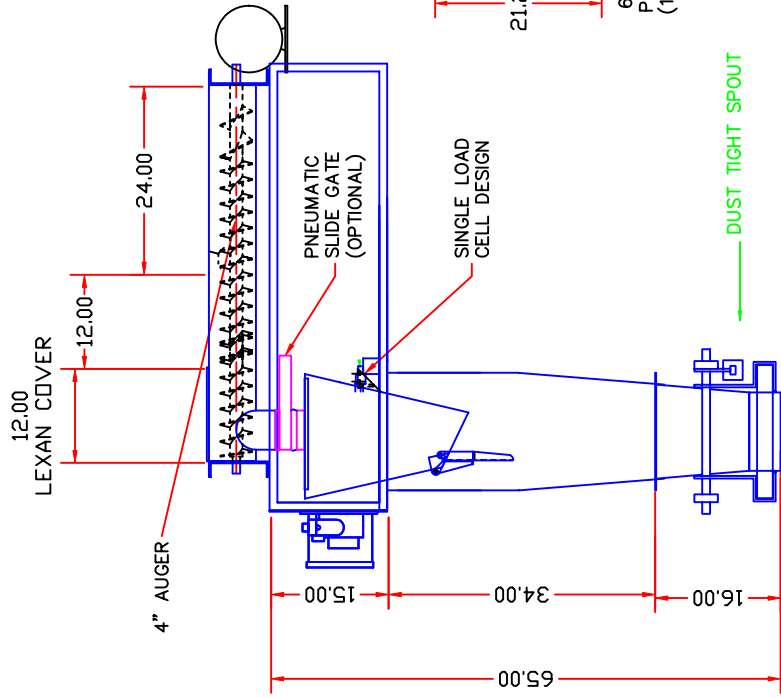 12.00
LEXAN COVER
12.00
24.00
4" AUGER
PNEUMATIC
SLIDE GATE
(OPTIONAL)
SINGLE LOAD
CELL DESIGN
15.00
34.00
16.00
65.00
DUST TIGHT SPOUT